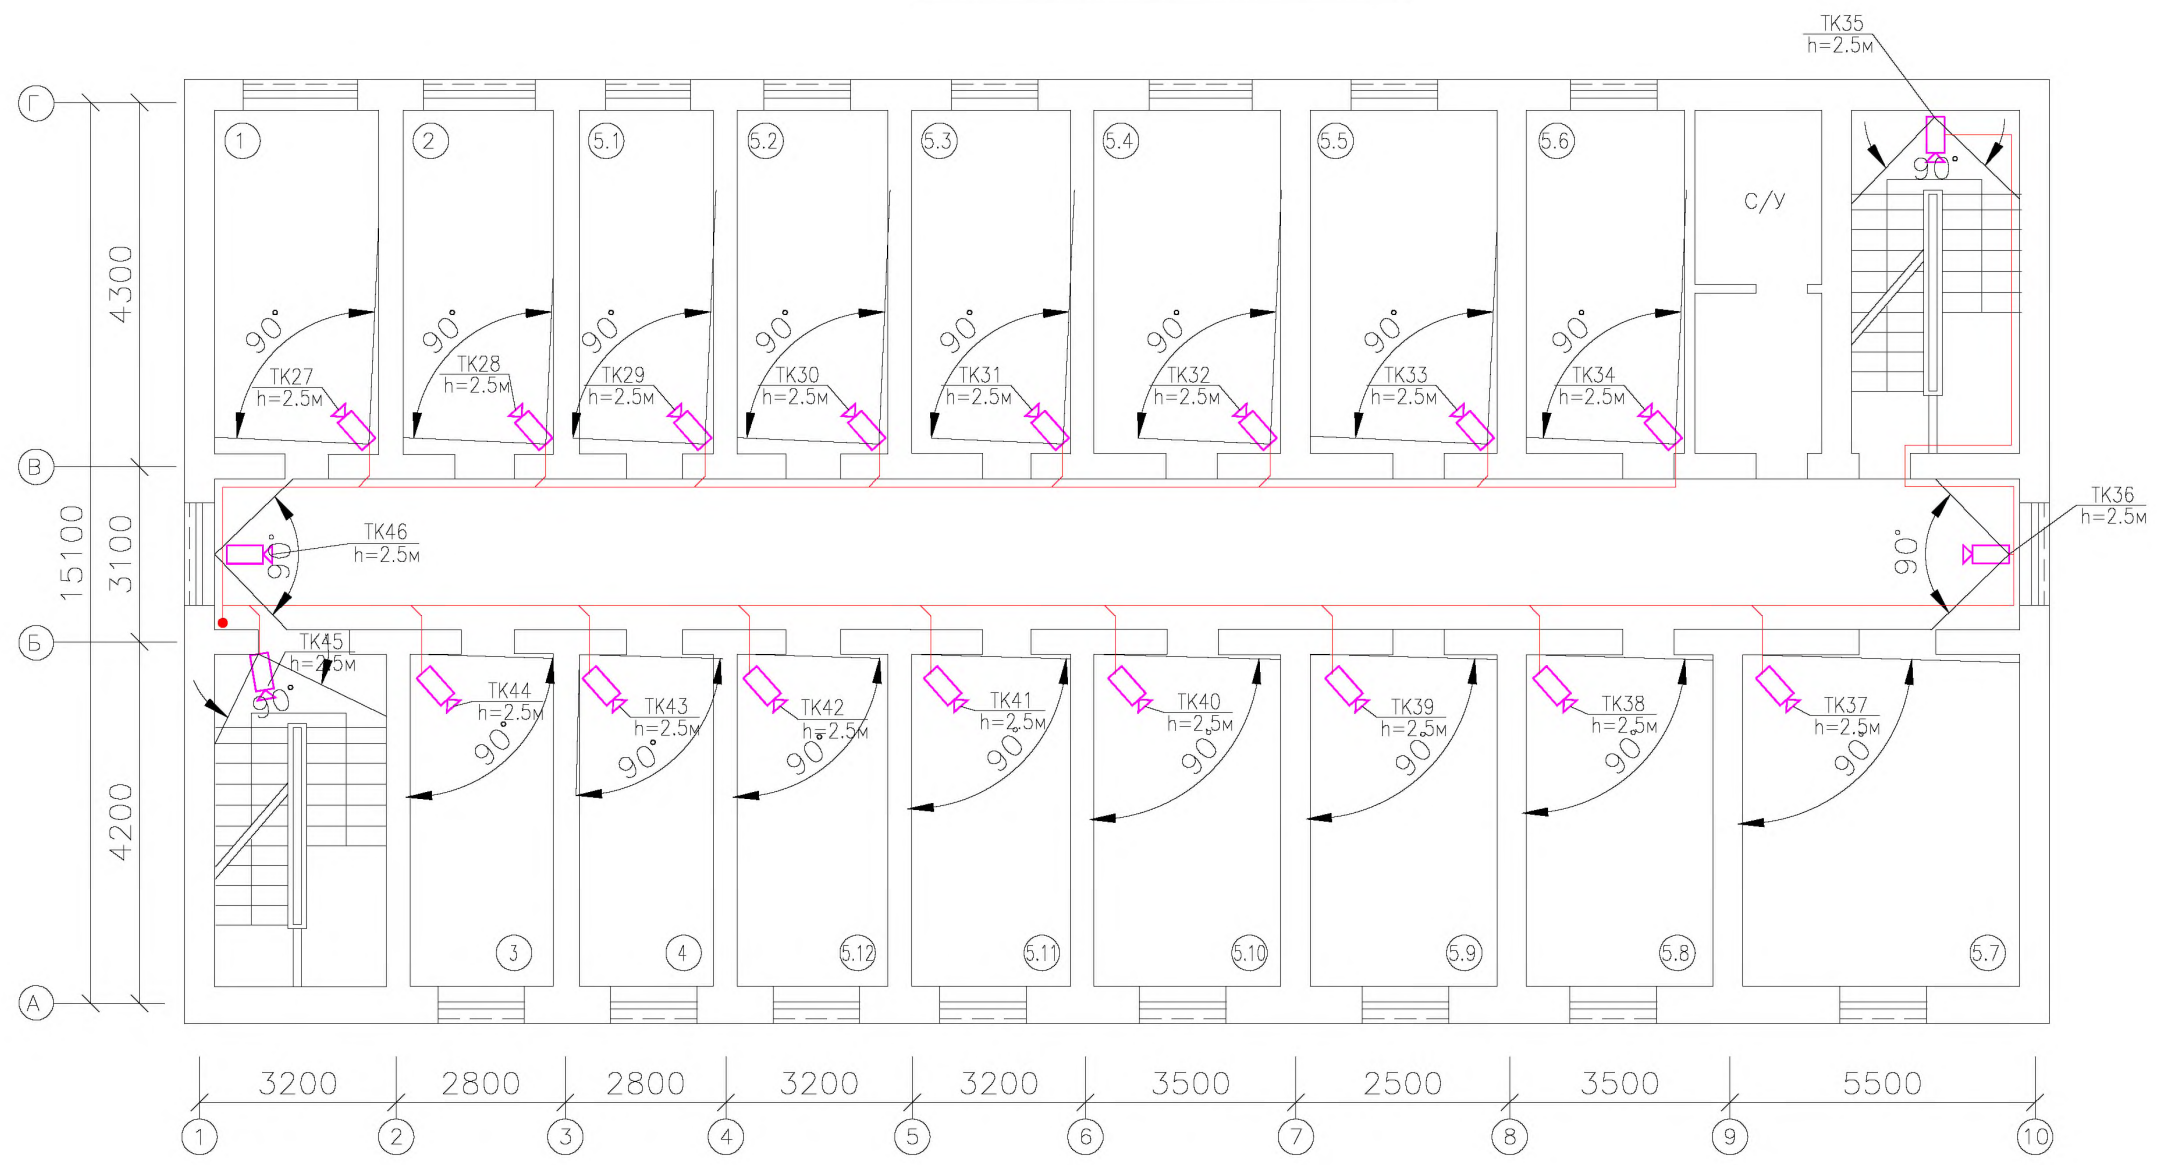 ТК35
h=2.5м
Г
1
2
5.1
5.2
5.3
5.4
5.5
5.6
С/У
90°
4300
90°
90°
90°
90°
90°
90°
90°
90°
ТК27
h=2.5м
ТК28
h=2.5м
ТК29
h=2.5м
ТК30
h=2.5м
ТК31
h=2.5м
ТК32
h=2.5м
ТК33
h=2.5м
ТК34
h=2.5м
В
15100
3100
ТК46
h=2.5м
90°
90°
ТК36
h=2.5м
Б
ТК45
h=2.5м
90°
ТК44
h=2.5м
ТК43
h=2.5м
ТК42
h=2.5м
ТК41
h=2.5м
ТК40
h=2.5м
ТК39
h=2.5м
ТК38
h=2.5м
ТК37
h=2.5м
90°
90°
90°
90°
90°
90°
90°
90°
4200
3
4
5.12
5.11
5.10
5.9
5.8
5.7
А
3200
2800
2800
3200
3200
3500
2500
3500
5500
1
2
3
4
5
6
7
8
9
10